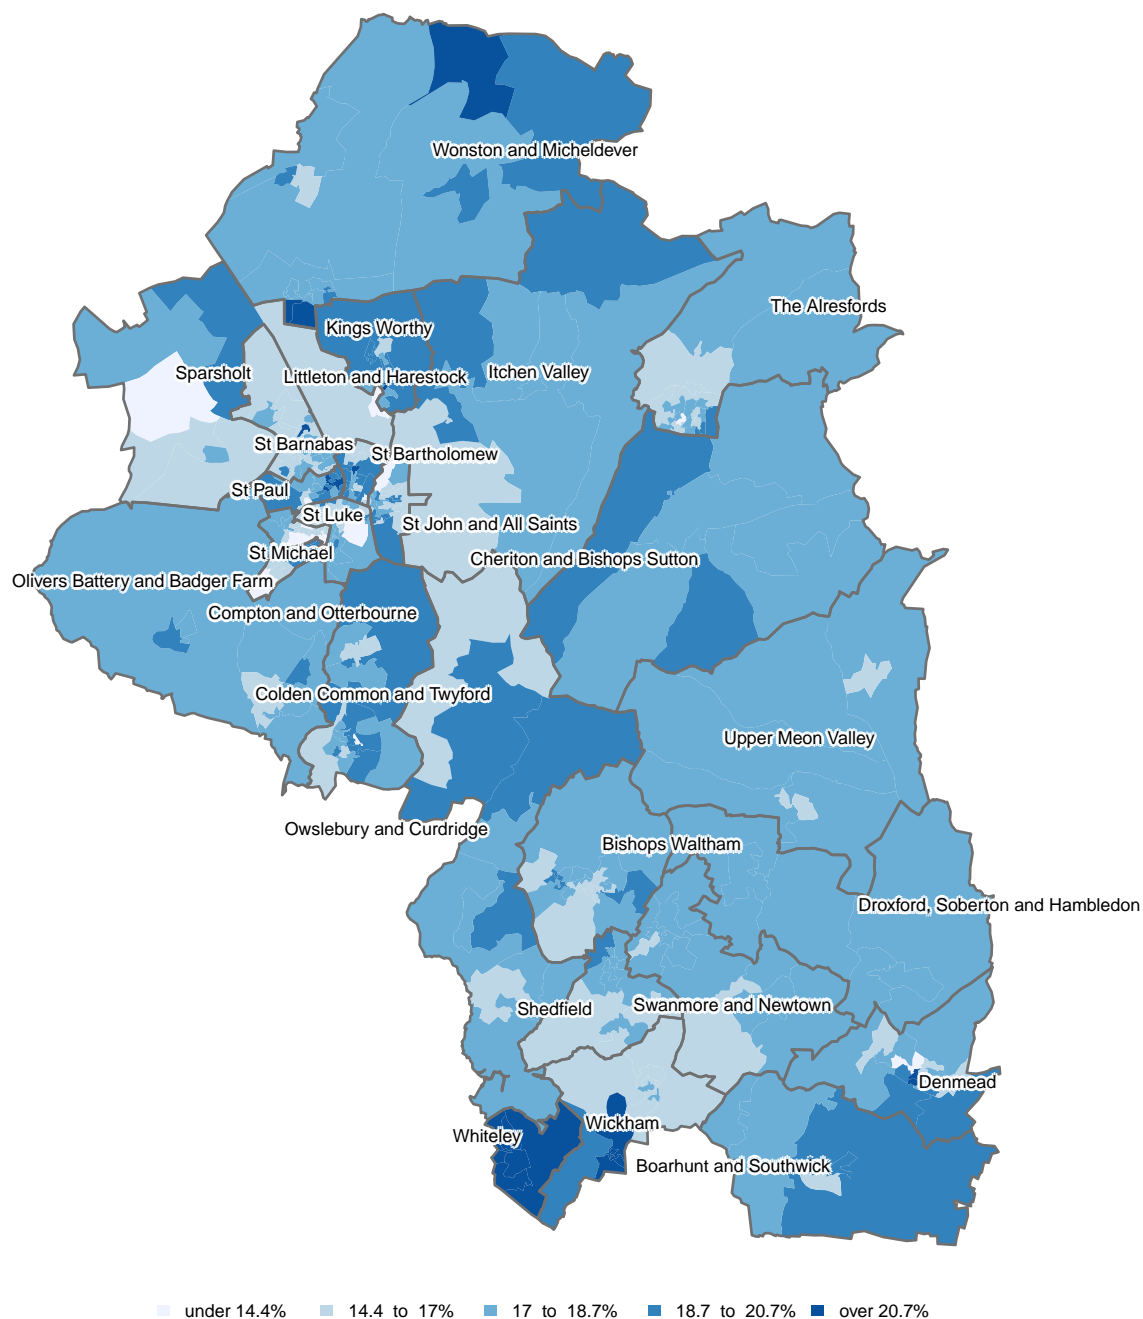 Wonston and Micheldever
The Alresfords
Kings Worthy
Sparsholt
Littleton and Harestock
Itchen Valley
St Barnabas
St Bartholomew
St Paul
St Luke
St John and All Saints
St Michael
Cheriton and Bishops Sutton
Olivers Battery and Badger Farm
Compton and Otterbourne
Colden Common and Twyford
Upper Meon Valley
Owslebury and Curdridge
Bishops Waltham
Droxford, Soberton and Hambledon
Shedfield
Swanmore and Newtown
Denmead
Wickham
Whiteley
Boarhunt and Southwick
under 14.4% 14.4 to 17% 17 to 18.7% 18.7 to 20.7% over 20.7%